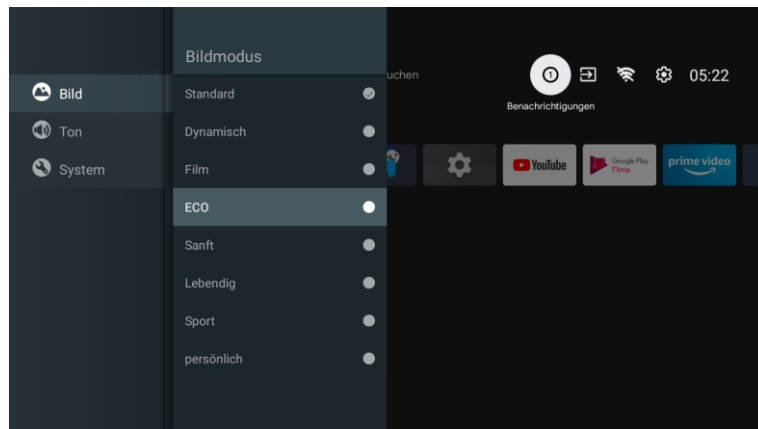 Bildmodus
Bild
Ton
System
Standard
Dynamisch
Film
ECO
Sanft
Lebendig
Sport
persönlich
uchen
1
05:22
Benachrichtigungen
YouTube
Google Play
Filme
prime video